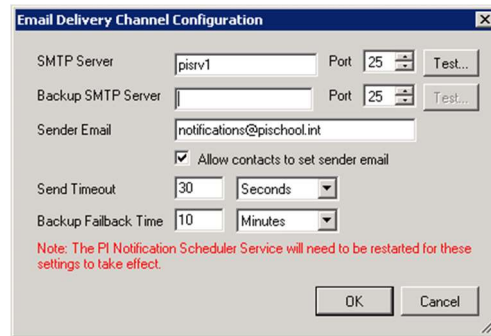 Email Delivery Channel Configuration
SMTP Server pisrv1 Port 25 Test...
Backup SMTP Server Port 25 Test...
Sender Email notifications@pischool.int
Allow contacts to set sender email
Send Timeout 30 Seconds
Backup Failback Time 10 Minutes
Note: The PI Notification Scheduler Service will need to be restarted for these
settings to take effect.
OK Cancel